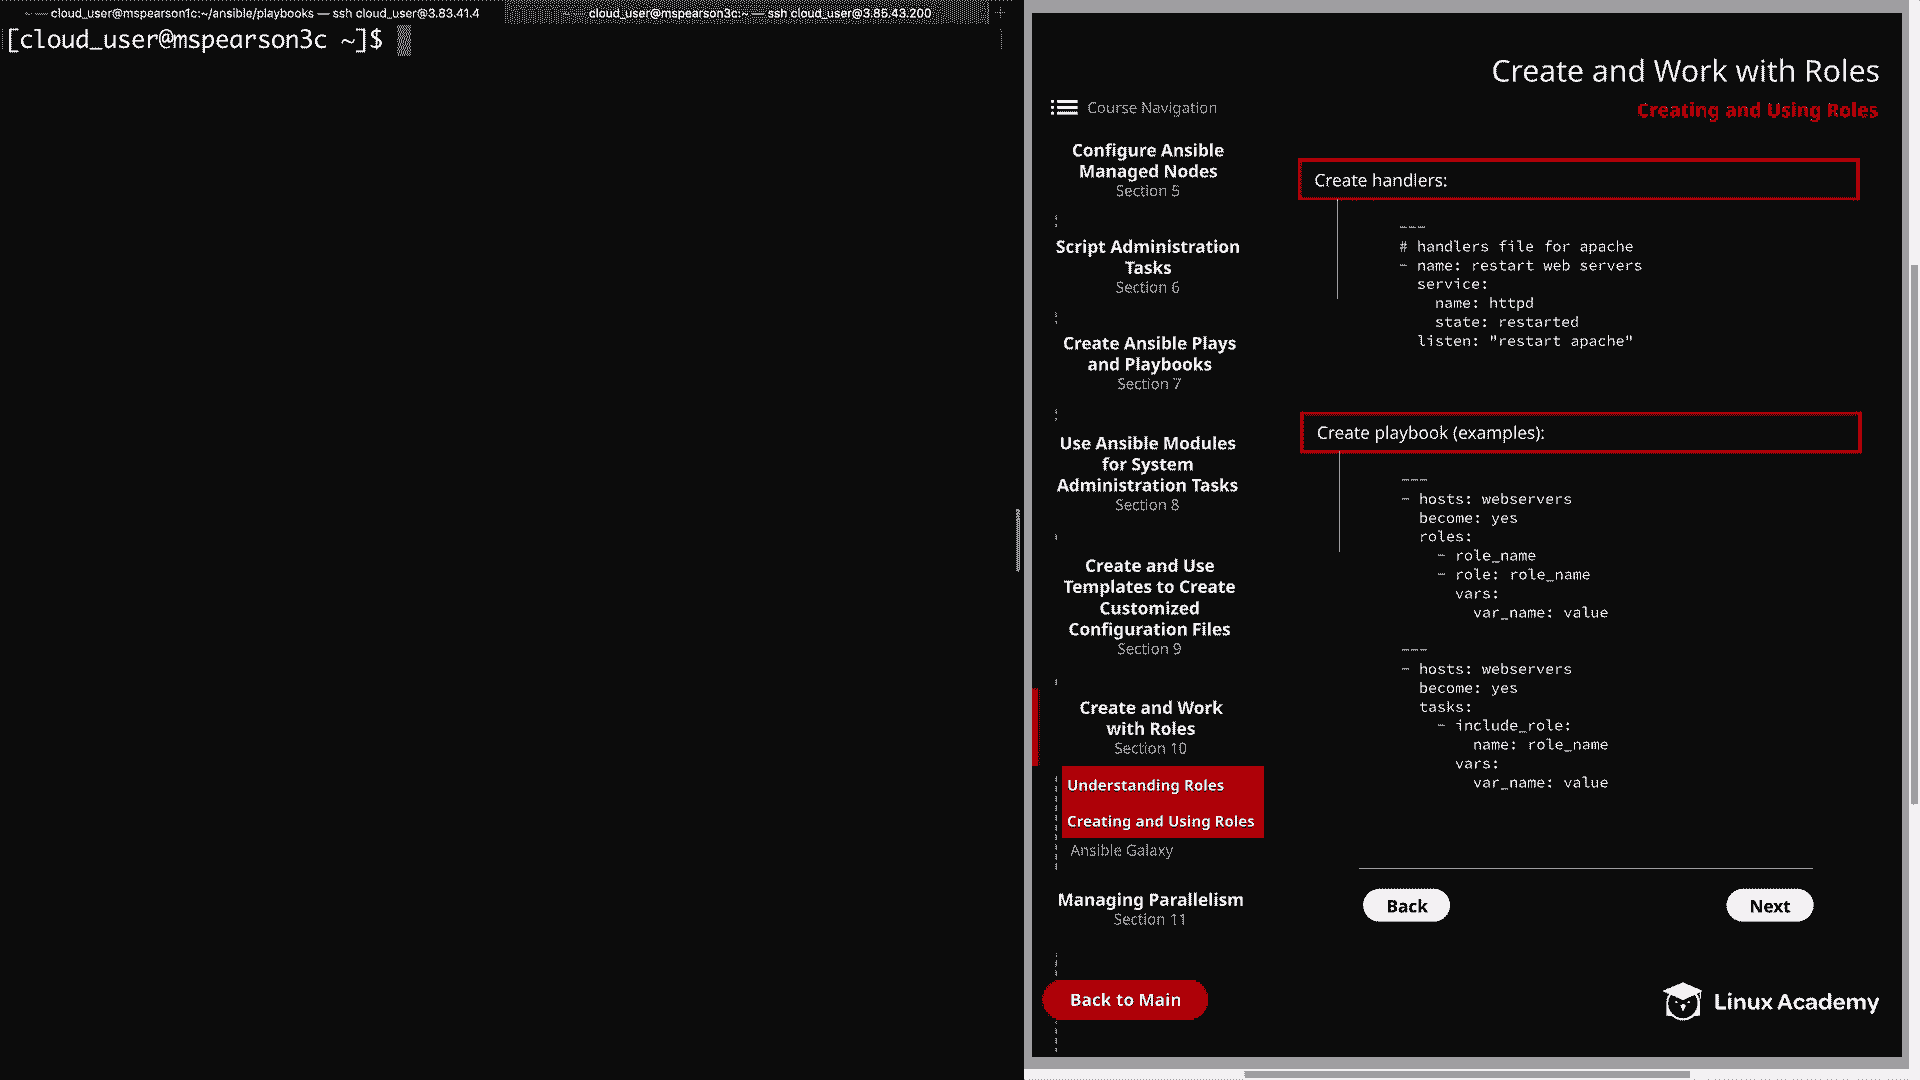 cloud_user@mspearson1c:~/ansible/playbooks — ssh cloud_user@3.83.41.4
cloud_user@mspearson3c:~ — ssh cloud_user@3.85.43.200
[cloud_user@mspearson3c ~]$
Create and Work with Roles
Creating and Using Roles
Course Navigation
Configure Ansible
Managed Nodes
Section 5
Script Administration
Tasks
Section 6
Create Ansible Plays
and Playbooks
Section 7
Use Ansible Modules
for System
Administration Tasks
Section 8
Create and Use
Templates to Create
Customized
Configuration Files
Section 9
Create and Work
with Roles
Section 10
Understanding Roles
Creating and Using Roles
Ansible Galaxy
Managing Parallelism
Section 11
Back to Main
Create handlers:
---
# handlers file for apache
- name: restart web servers
  service:
    name: httpd
    state: restarted
  listen: "restart apache"
Create playbook (examples):
---
- hosts: webservers
  become: yes
  roles:
    - role_name
    - role: role_name
      vars:
        var_name: value
---
- hosts: webservers
  become: yes
  tasks:
    - include_role:
        name: role_name
      vars:
        var_name: value
Back
Next
Linux Academy